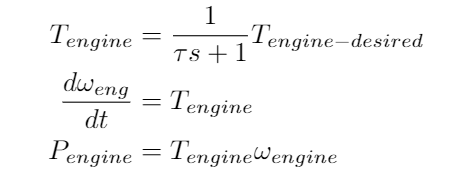 T_{engine} = \frac{1}{\tau s + 1} T_{engine-desired}
\frac{d\omega_{eng}}{dt} = T_{engine}
P_{engine} = T_{engine}\omega_{engine}